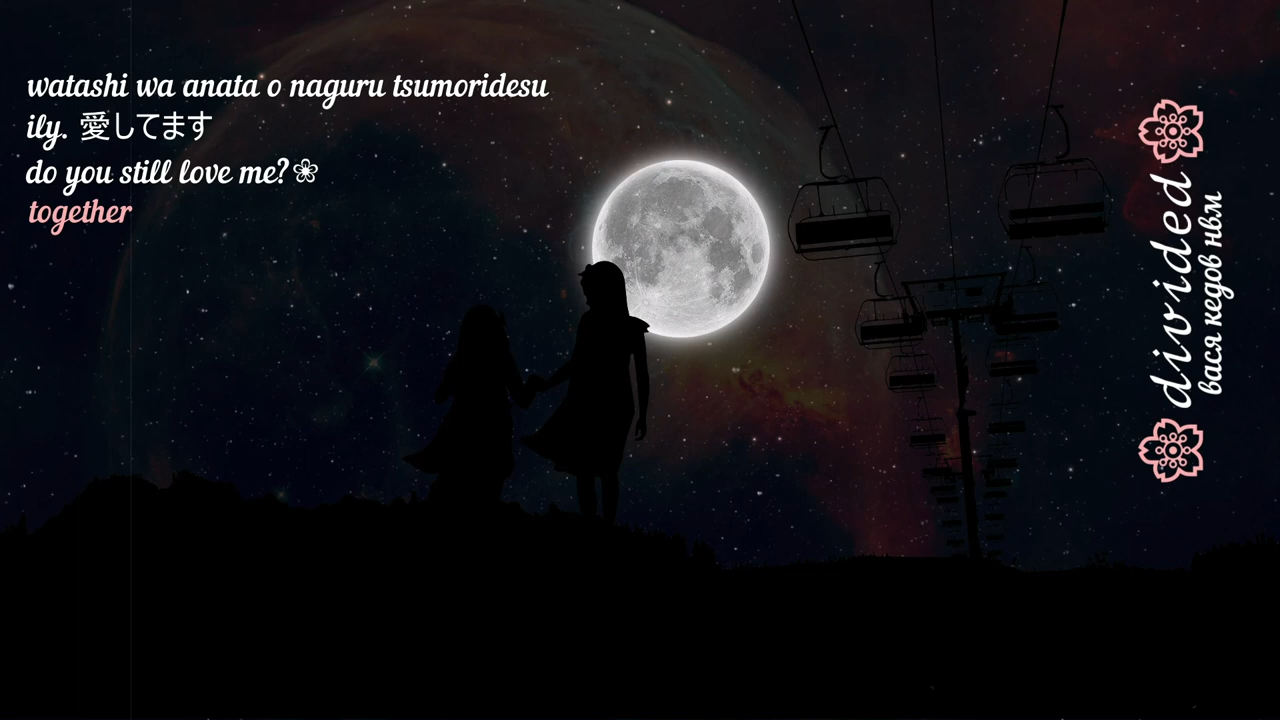 watashi wa anata o naguru tsumoridesu
ily. 愛してます
do you still love me?❀
together
divided
вася кедов нвм